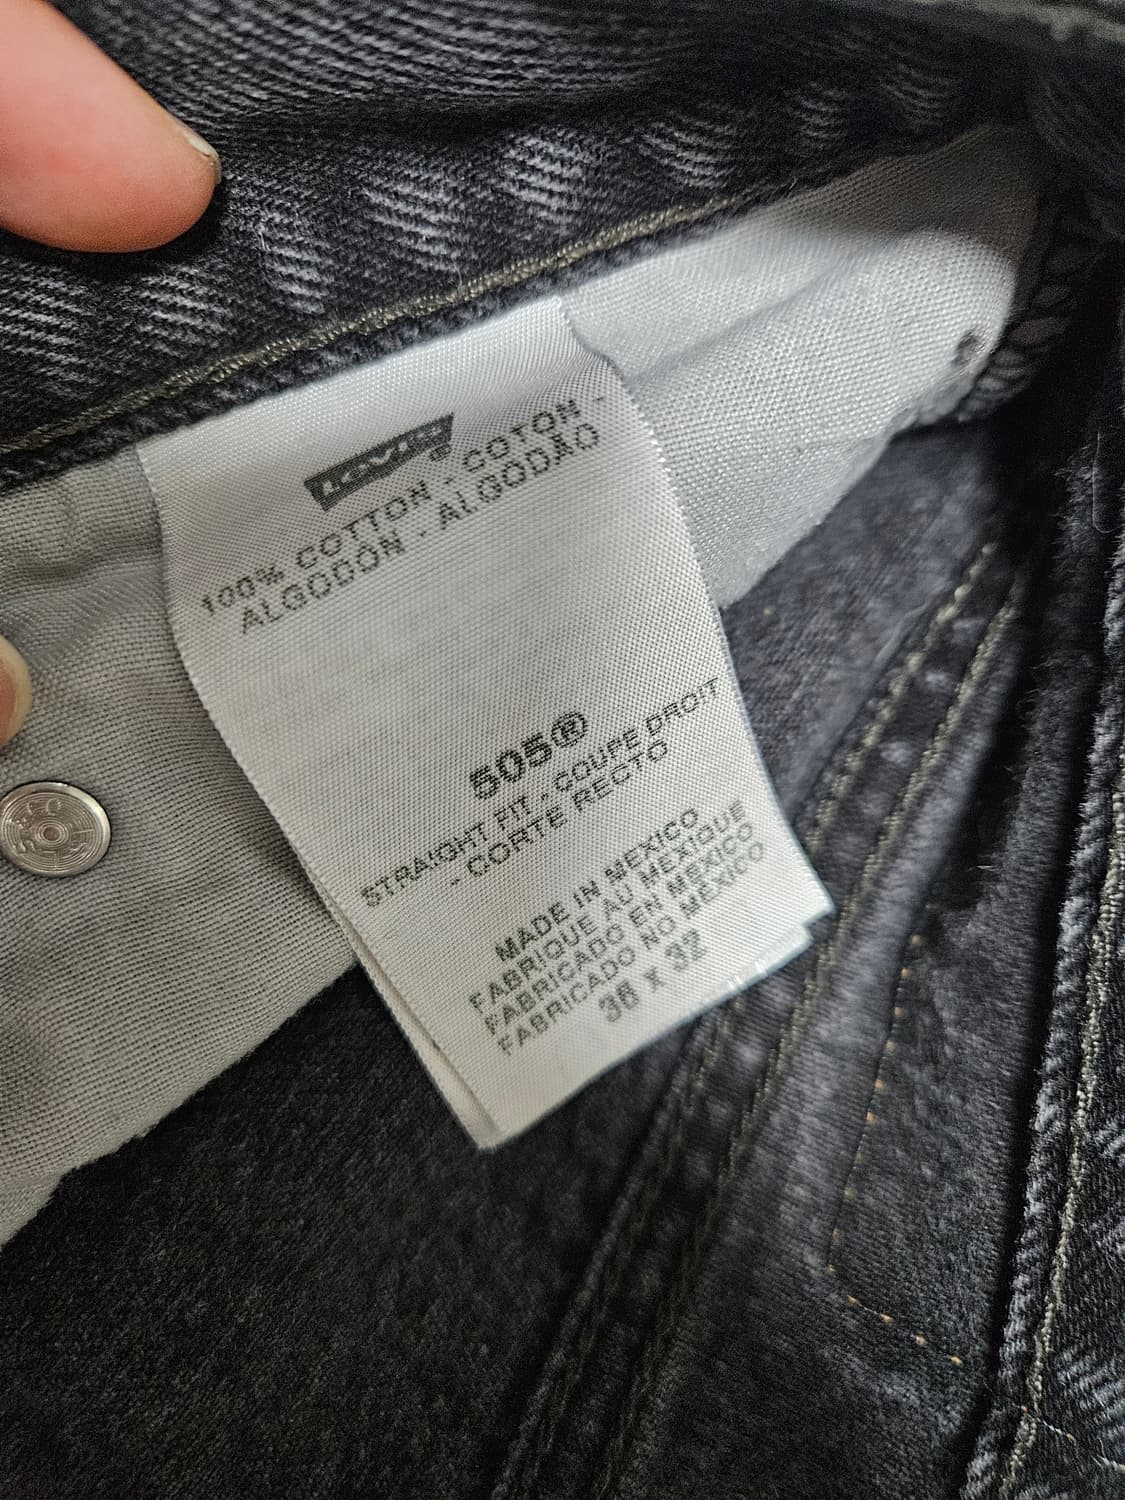 Levi's
100% COTTON - COTON -
ALGODÓN - ALGODÃO
505®
STRAIGHT FIT - COUPE DROIT
- CORTE RECTO
MADE IN MEXICO
FABRIQUE AU MEXIQUE
FABRICADO EN MEXICO
FABRICADO NO MEXICO
36 x 32